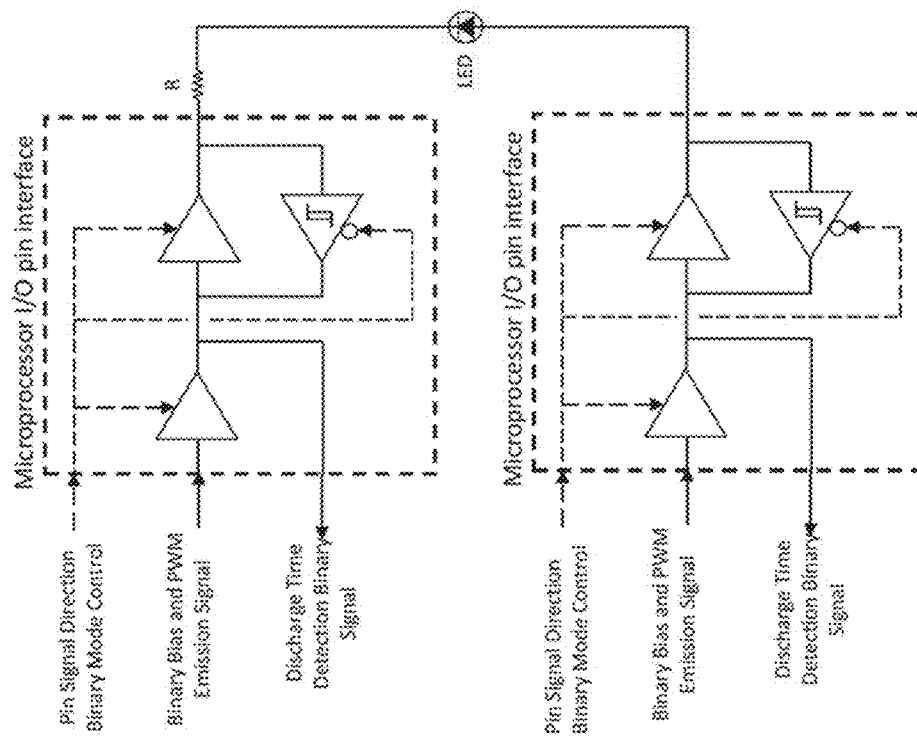 Microprocessor I/O pin interface
Pin Signal Direction
Binary Mode Control
Binary Bias and PWM
Emission Signal
Discharge Time
Detection Binary
Signal
R
LED
Microprocessor I/O pin interface
Pin Signal Direction
Binary Mode Control
Binary Bias and PWM
Emission Signal
Discharge Time
Detection Binary
Signal